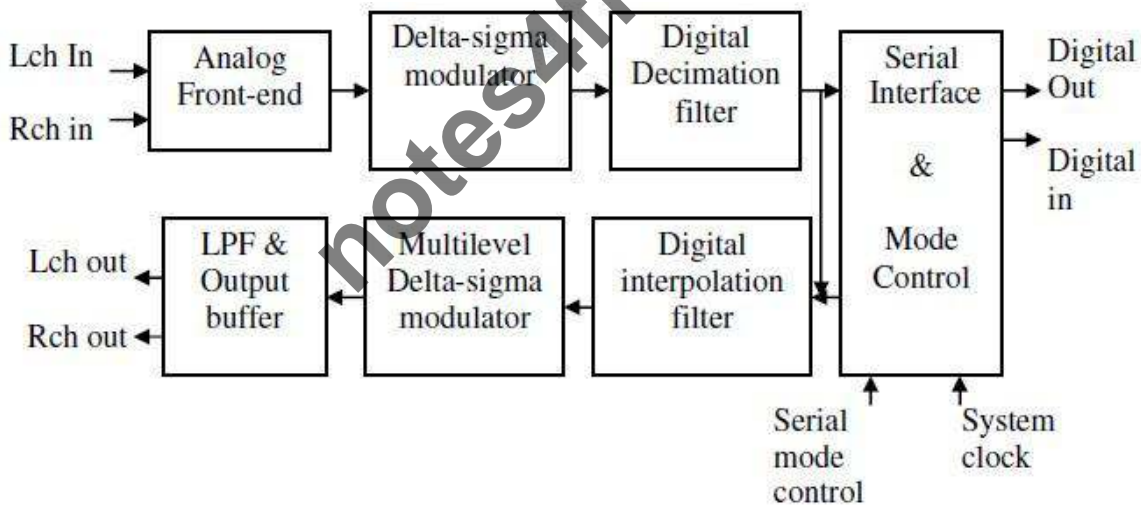 Lch In
Rch in
Analog
Front-end
Delta-sigma
modulator
Digital
Decimation
filter
Serial
Interface
&
Mode
Control
Digital
Out
Digital
in
Lch out
Rch out
LPF &
Output
buffer
Multilevel
Delta-sigma
modulator
Digital
interpolation
filter
Serial
mode
control
System
clock